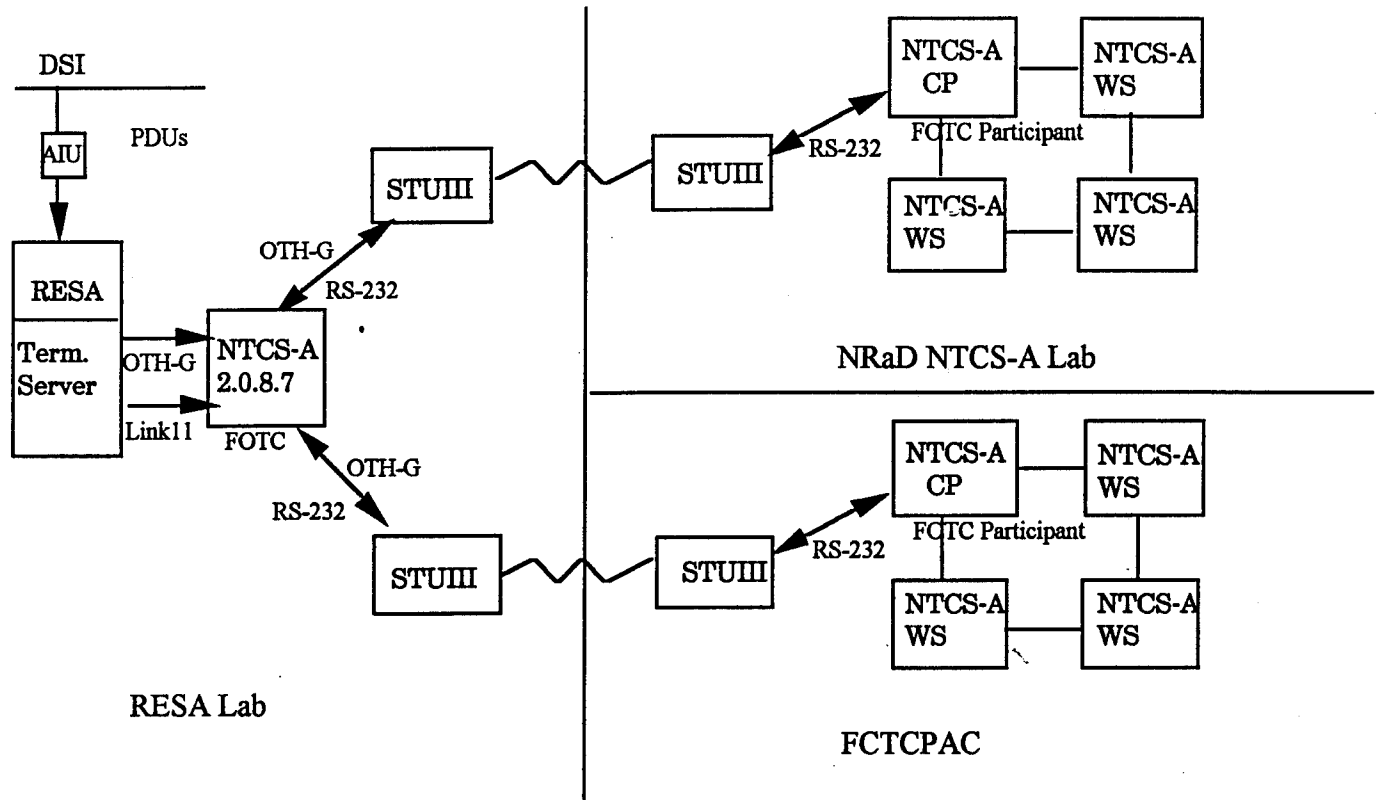 DSI
PDUs
AIU
RESA
Term.
Server
OTH-G
Link11
NTCS-A
2.0.8.7
FOTC
OTH-G
RS-232
STUIII
OTH-G
RS-232
STUIII
RESA Lab
STUIII
RS-232
NTCS-A
CP
FOTC Participant
NTCS-A
WS
NTCS-A
WS
NTCS-A
WS
NRaD NTCS-A Lab
STUIII
RS-232
NTCS-A
CP
FOTC Participant
NTCS-A
WS
NTCS-A
WS
NTCS-A
WS
FCTCPAC